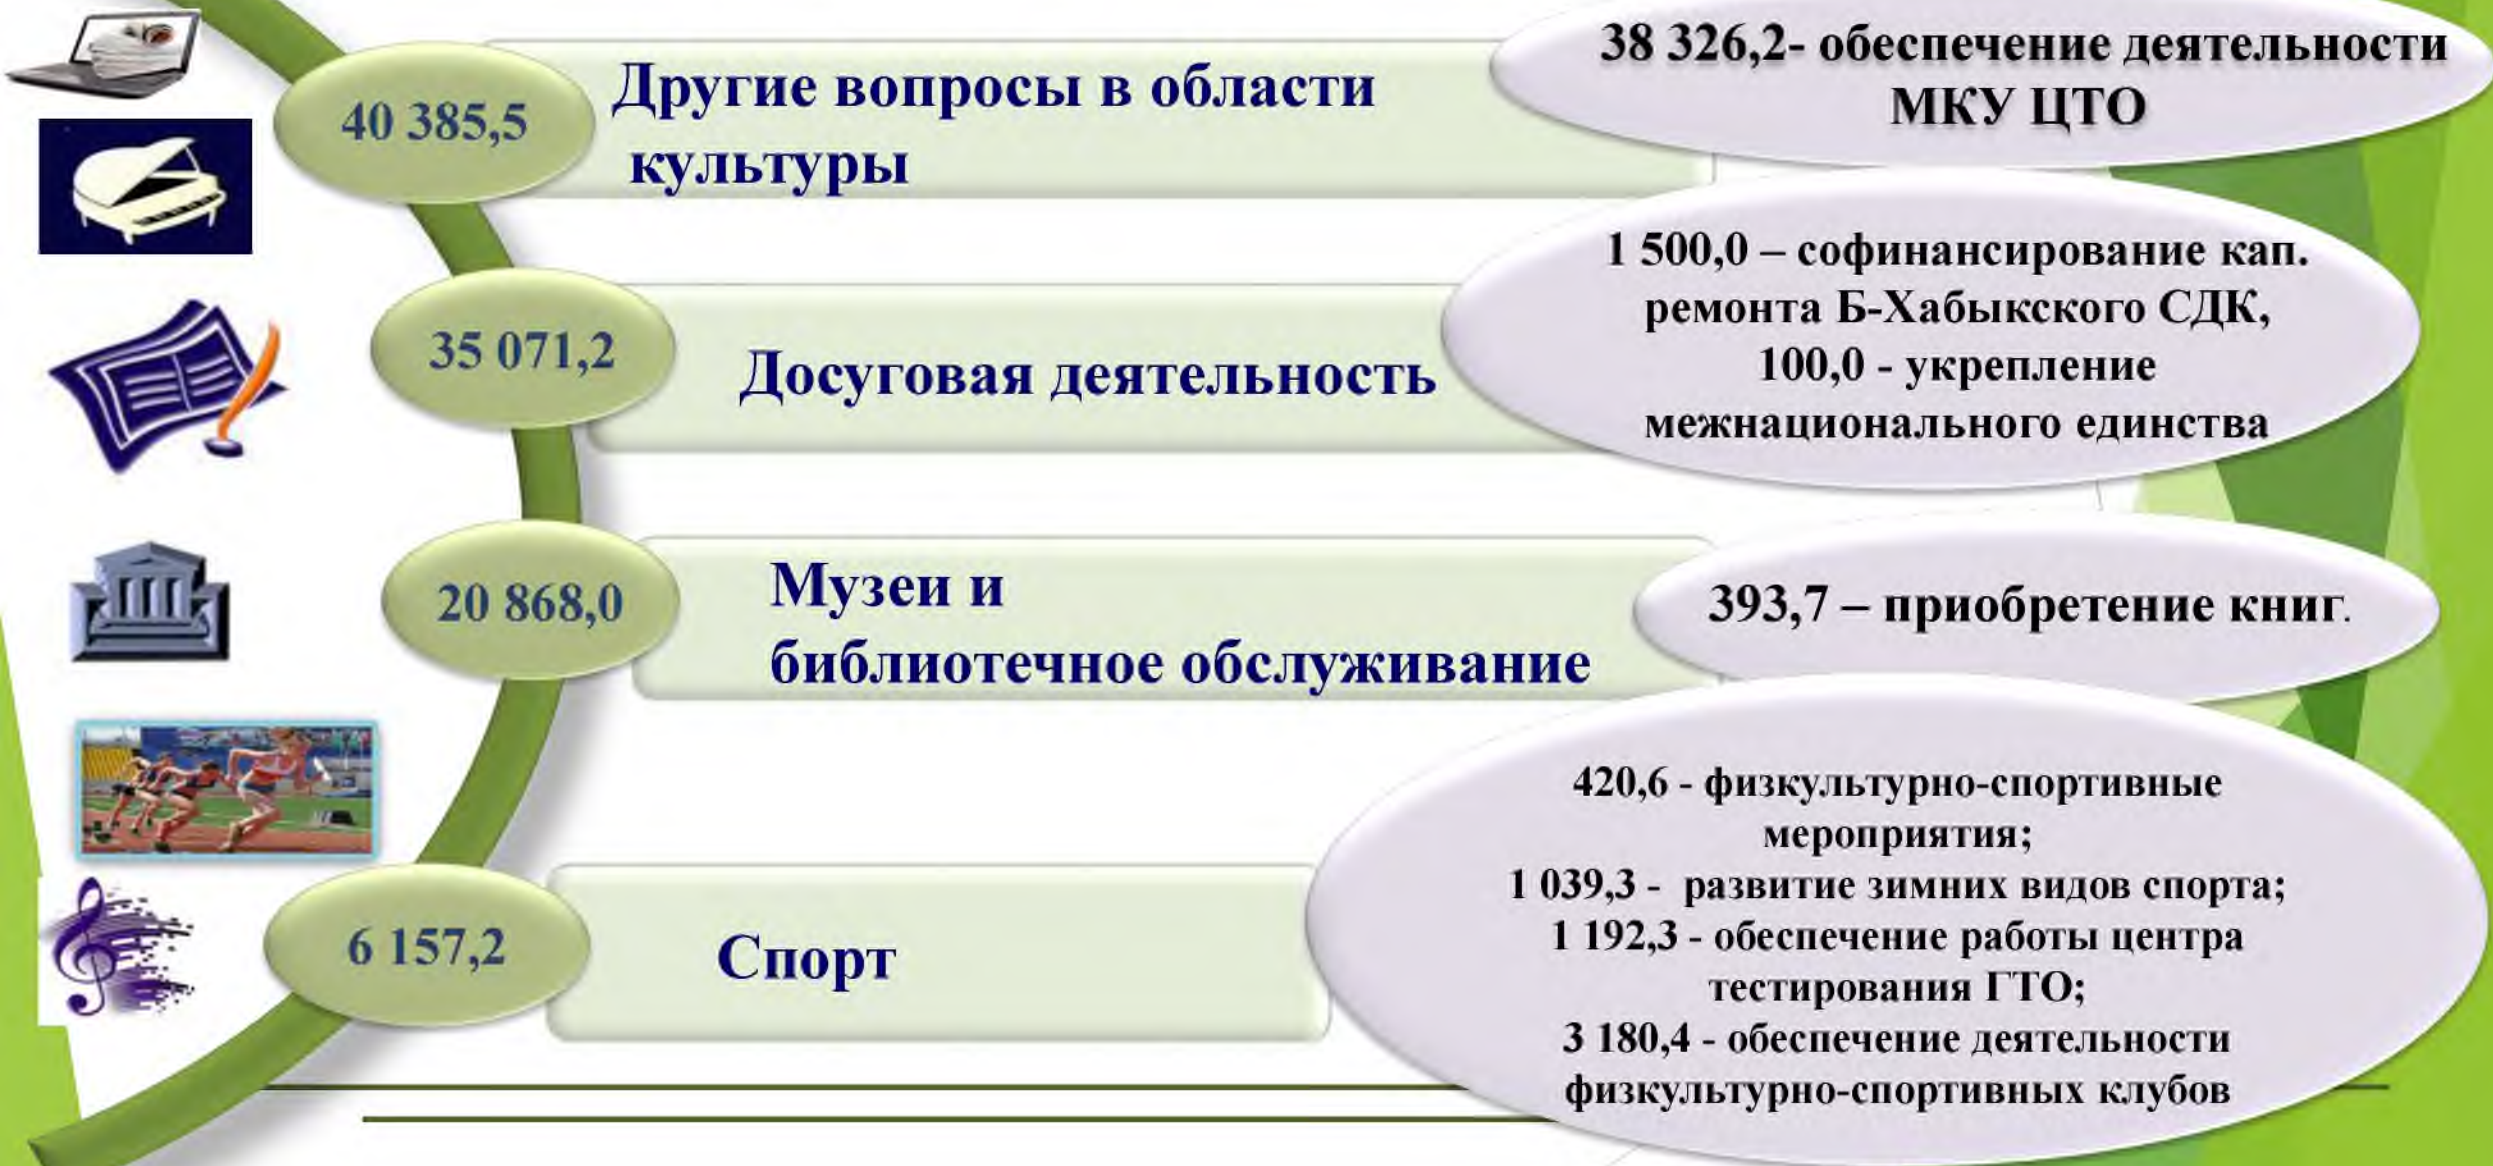 40 385,5
Другие вопросы в области
культуры
38 326,2- обеспечение деятельности
МКУ ЦТО
35 071,2
Досуговая деятельность
1 500,0 – софинансирование кап.
ремонта Б-Хабыкского СДК,
100,0 - укрепление
межнационального единства
20 868,0
Музеи и
библиотечное обслуживание
393,7 – приобретение книг.
6 157,2
Спорт
420,6 - физкультурно-спортивные
мероприятия;
1 039,3 - развитие зимних видов спорта;
1 192,3 - обеспечение работы центра
тестирования ГТО;
3 180,4 - обеспечение деятельности
физкультурно-спортивных клубов